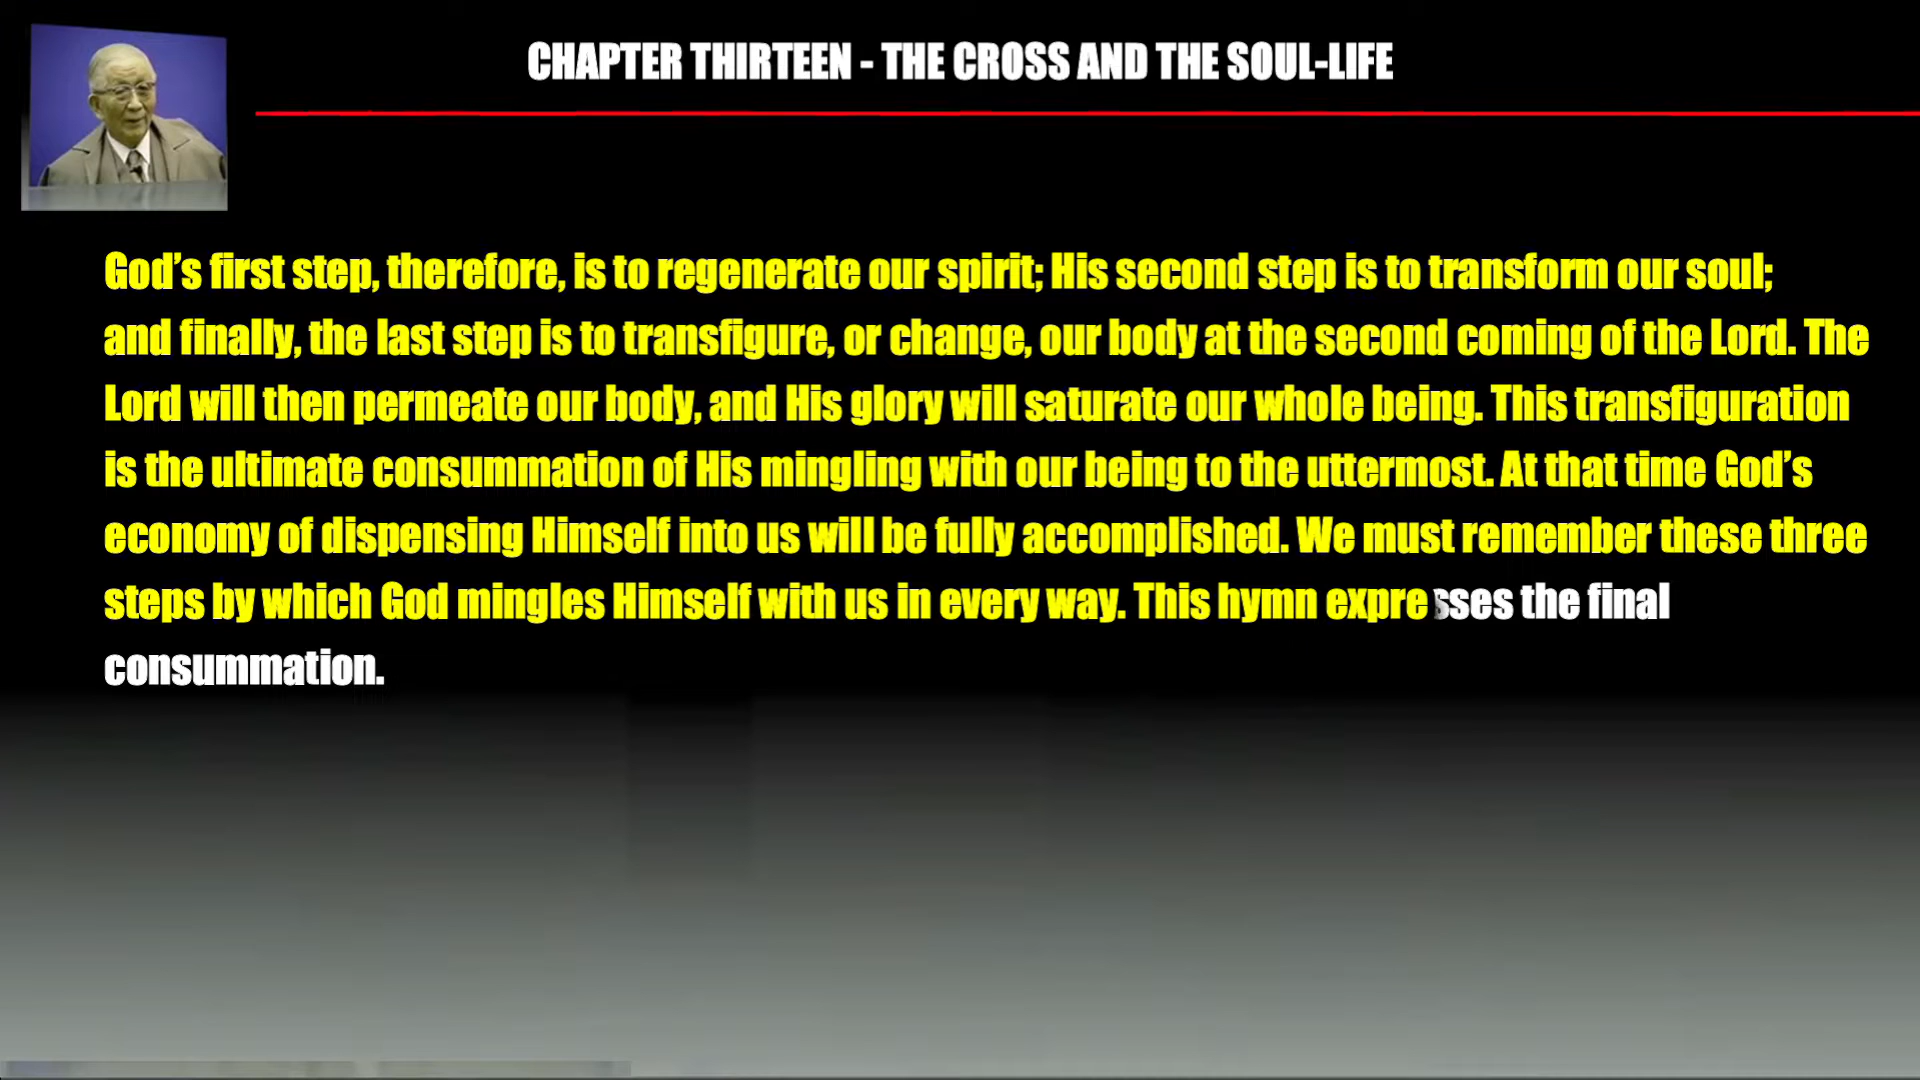 CHAPTER THIRTEEN - THE CROSS AND THE SOUL-LIFE
God’s first step, therefore, is to regenerate our spirit; His second step is to transform our soul;
and finally, the last step is to transfigure, or change, our body at the second coming of the Lord. The
Lord will then permeate our body, and His glory will saturate our whole being. This transfiguration
is the ultimate consummation of His mingling with our being to the uttermost. At that time God’s
economy of dispensing Himself into us will be fully accomplished. We must remember these three
steps by which God mingles Himself with us in every way. This hymn expresses the final
consummation.